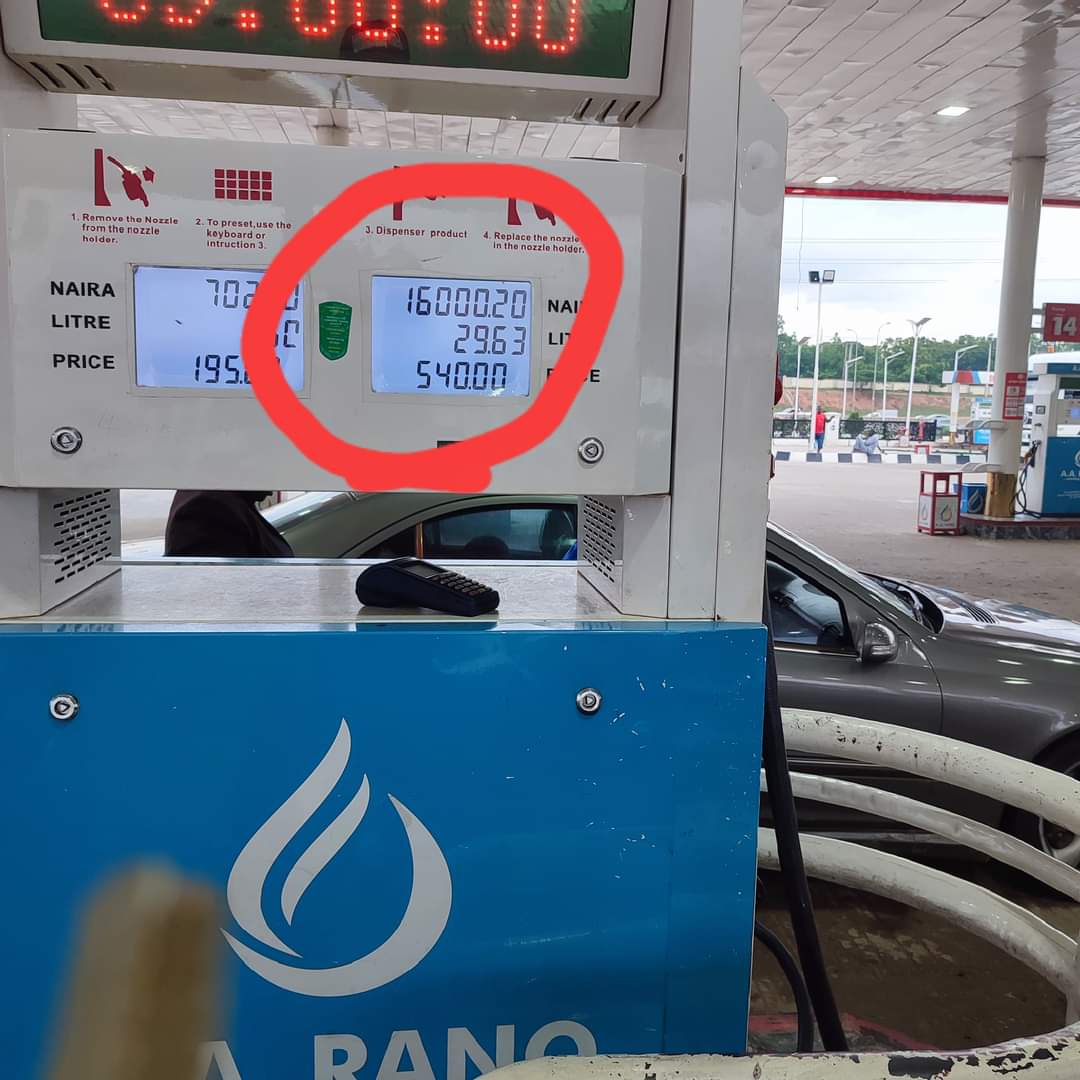 1. Remove the Nozzle
from the nozzle
holder.
2. To preset,use the
keyboard or
intruction 3.
3. Dispenser product
4. Replace the nozzle
in the nozzle holder.
NAIRA
LITRE
PRICE
195.
16000.20
29.63
540.00
14
RANO